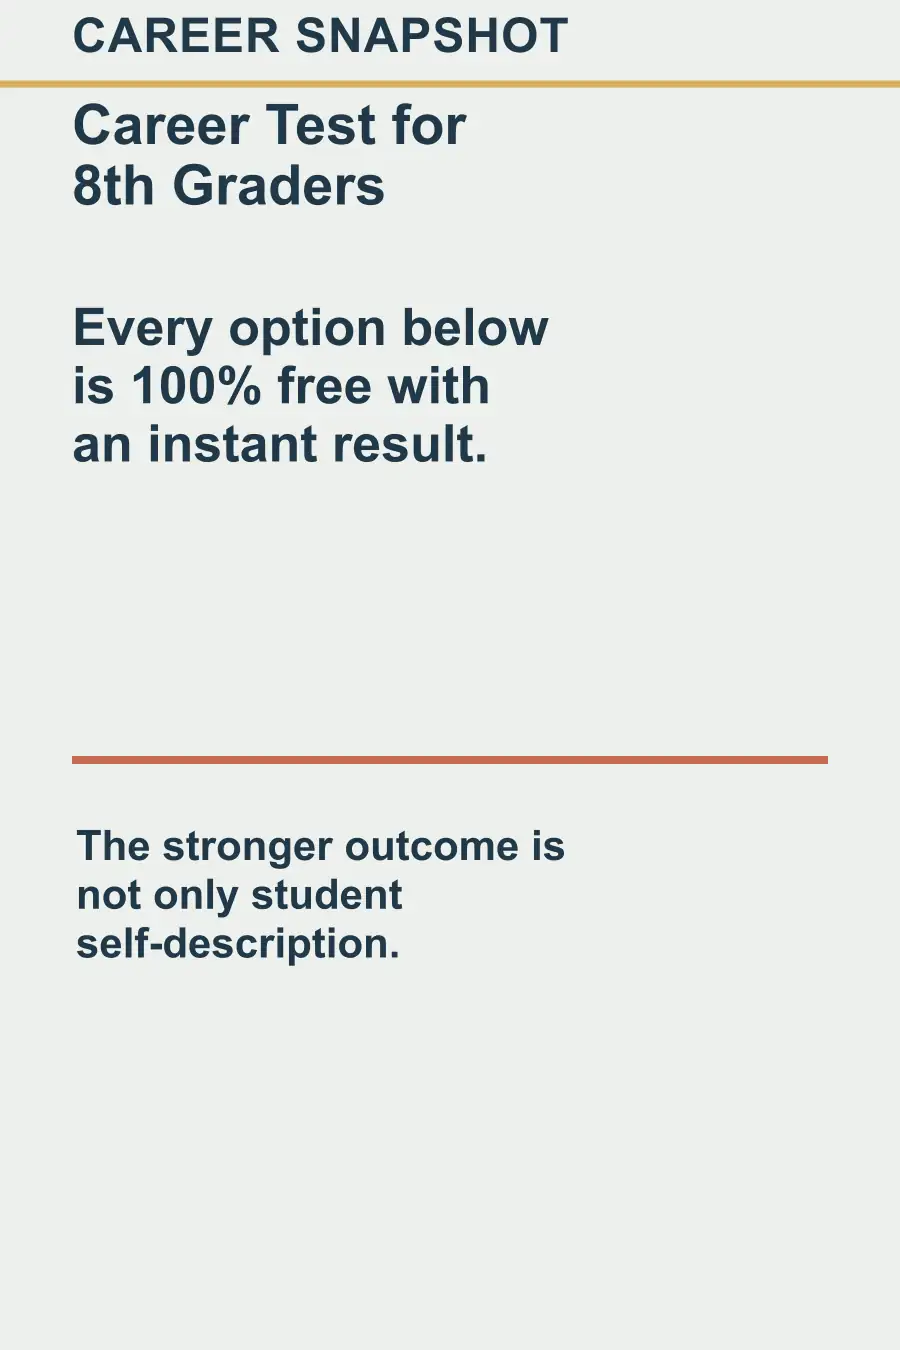 CAREER SNAPSHOT
Career Test for
8th Graders
Every option below
is 100% free with
an instant result.
The stronger outcome is
not only student
self-description.